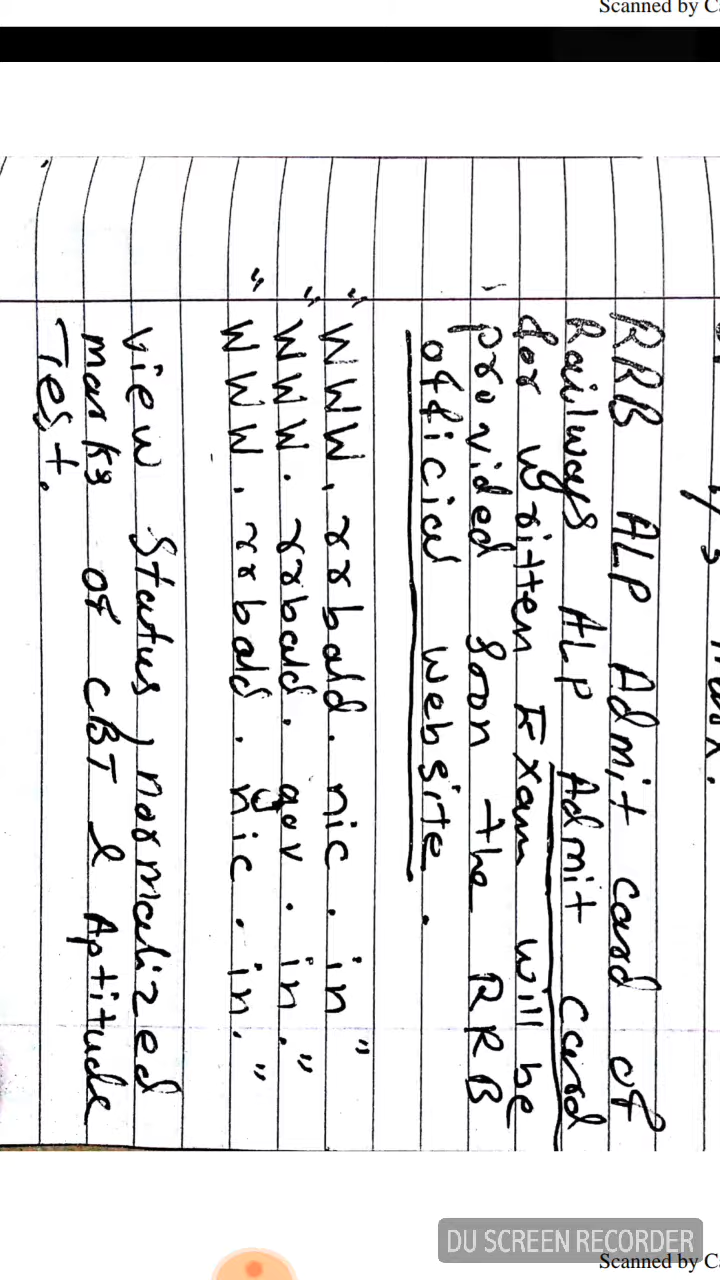 Scanned by
RRB ALP Admit card of
Railways ALP Admit card
for written Exam will be
provided soon the RRB
official website.
"WWW.rrbald.nic.in"
"WWW.rrbald.gov.in."
"WWW.rrbald.nic.in."
view Status, normalized
marks of CBT & Aptitude
Test.
DU SCREEN RECORDER
Scanned by